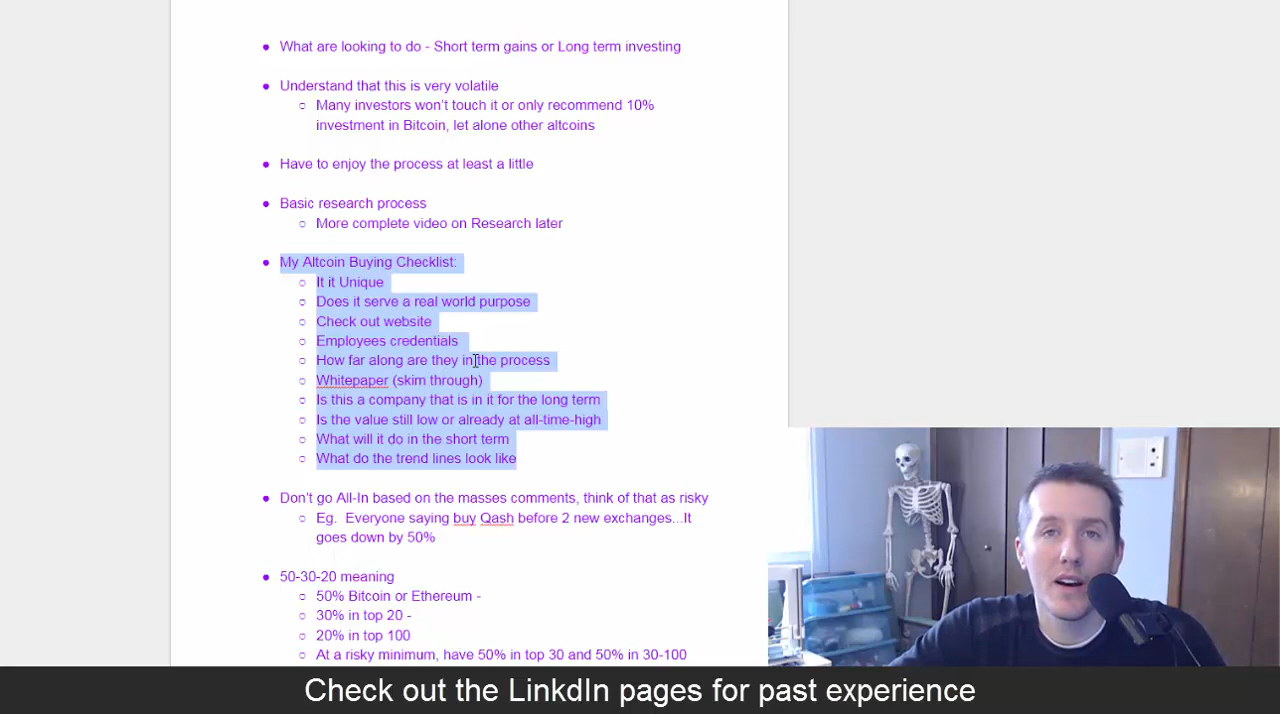 ● What are looking to do - Short term gains or Long term investing
● Understand that this is very volatile
○ Many investors won't touch it or only recommend 10%
investment in Bitcoin, let alone other altcoins
● Have to enjoy the process at least a little
● Basic research process
○ More complete video on Research later
● My Altcoin Buying Checklist:
○ It it Unique
○ Does it serve a real world purpose
○ Check out website
○ Employees credentials
○ How far along are they in the process
○ Whitepaper (skim through)
○ Is this a company that is in it for the long term
○ Is the value still low or already at all-time-high
○ What will it do in the short term
○ What do the trend lines look like
● Don't go All-In based on the masses comments, think of that as risky
○ Eg. Everyone saying buy Qash before 2 new exchanges...It
goes down by 50%
● 50-30-20 meaning
○ 50% Bitcoin or Ethereum -
○ 30% in top 20 -
○ 20% in top 100
○ At a risky minimum, have 50% in top 30 and 50% in 30-100
Check out the LinkdIn pages for past experience